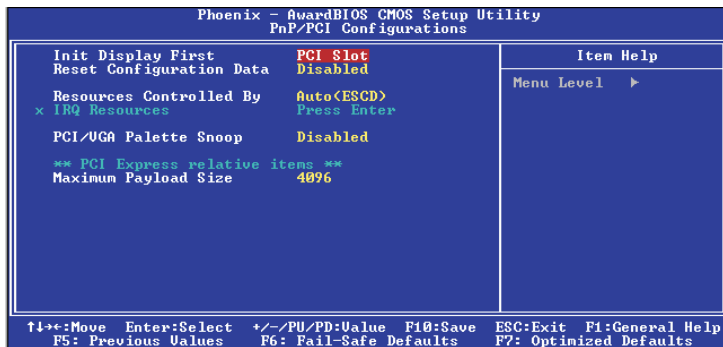 Phoenix - AwardBIOS CMOS Setup Utility
PnP/PCI Configurations
Init Display First PCI Slot
Reset Configuration Data Disabled
Resources Controlled By Auto(ESCD)
x IRQ Resources Press Enter
PCI/VGA Palette Snoop Disabled
** PCI Express relative items **
Maximum Payload Size 4096
Item Help
Menu Level ►
↑↓→←:Move Enter:Select +/-/PU/PD:Value F10:Save ESC:Exit F1:General Help
F5: Previous Values F6: Fail-Safe Defaults F7: Optimized Defaults